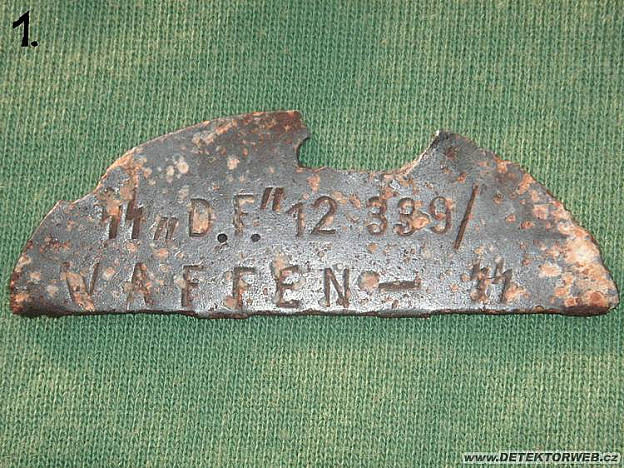 1.
ᛋᛋ „D.F." 12 339/
WAFFEN – ᛋᛋ
www.DETEKTORWEB.cz